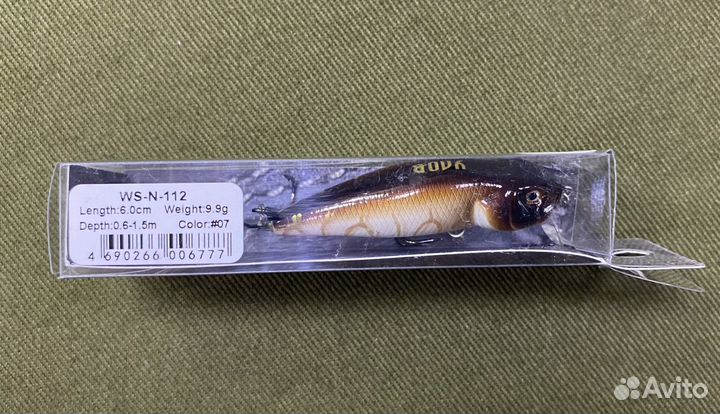 WS-N-112
Length:6.0cm Weight:9.9g
Depth:0.6-1.5m Color:#07
4 690266 006777
Avito